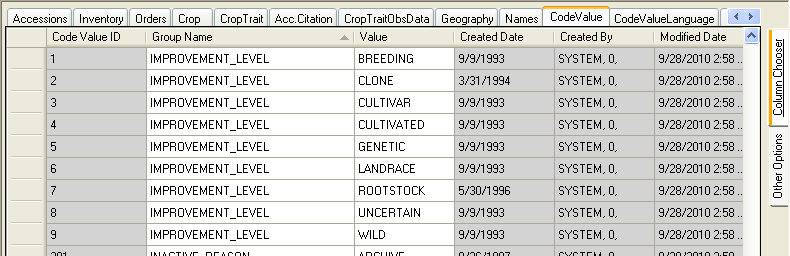 Accessions Inventory Orders Crop CropTrait Acc.Citation CropTraitObsData Geography Names CodeValue CodeValueLanguage
Code Value ID Group Name Value Created Date Created By Modified Date
1 IMPROVEMENT_LEVEL BREEDING 9/9/1993 SYSTEM, 0, 9/28/2010 2:58 ...
2 IMPROVEMENT_LEVEL CLONE 3/31/1994 SYSTEM, 0, 9/28/2010 2:58 ...
3 IMPROVEMENT_LEVEL CULTIVAR 9/9/1993 SYSTEM, 0, 9/28/2010 2:58 ...
4 IMPROVEMENT_LEVEL CULTIVATED 9/9/1993 SYSTEM, 0, 9/28/2010 2:58 ...
5 IMPROVEMENT_LEVEL GENETIC 9/9/1993 SYSTEM, 0, 9/28/2010 2:58 ...
6 IMPROVEMENT_LEVEL LANDRACE 9/9/1993 SYSTEM, 0, 9/28/2010 2:58 ...
7 IMPROVEMENT_LEVEL ROOTSTOCK 5/30/1996 SYSTEM, 0, 9/28/2010 2:58 ...
8 IMPROVEMENT_LEVEL UNCERTAIN 9/9/1993 SYSTEM, 0, 9/28/2010 2:58 ...
9 IMPROVEMENT_LEVEL WILD 9/9/1993 SYSTEM, 0, 9/28/2010 2:58 ...
Column Chooser
Other Options